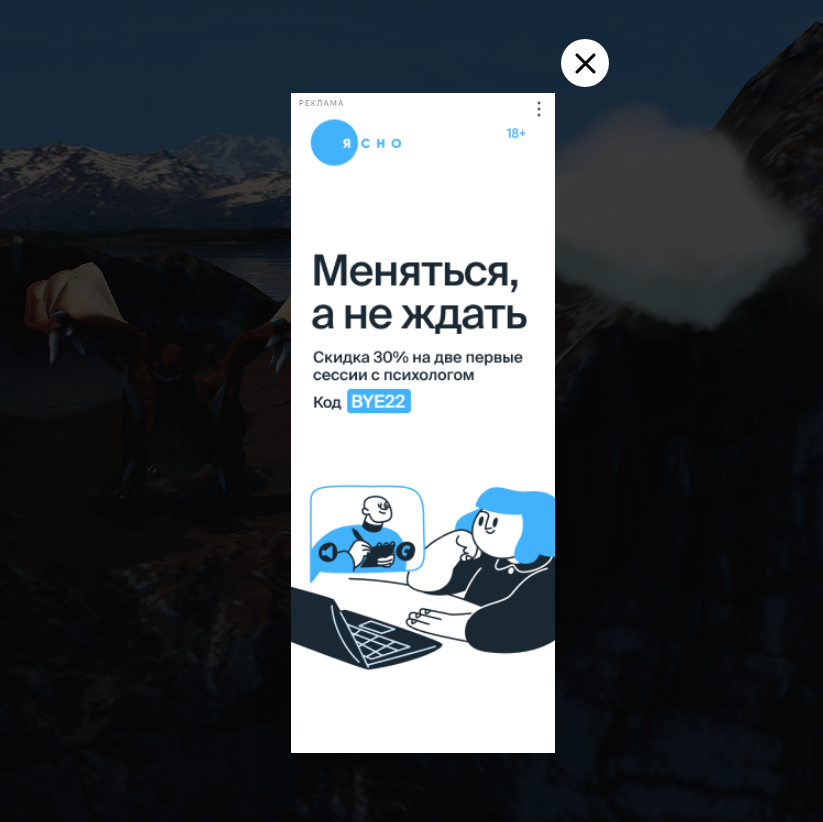 РЕКЛАМА
18+
ЯСНО
Меняться,
а не ждать
Скидка 30% на две первые
сессии с психологом
Код BYE22